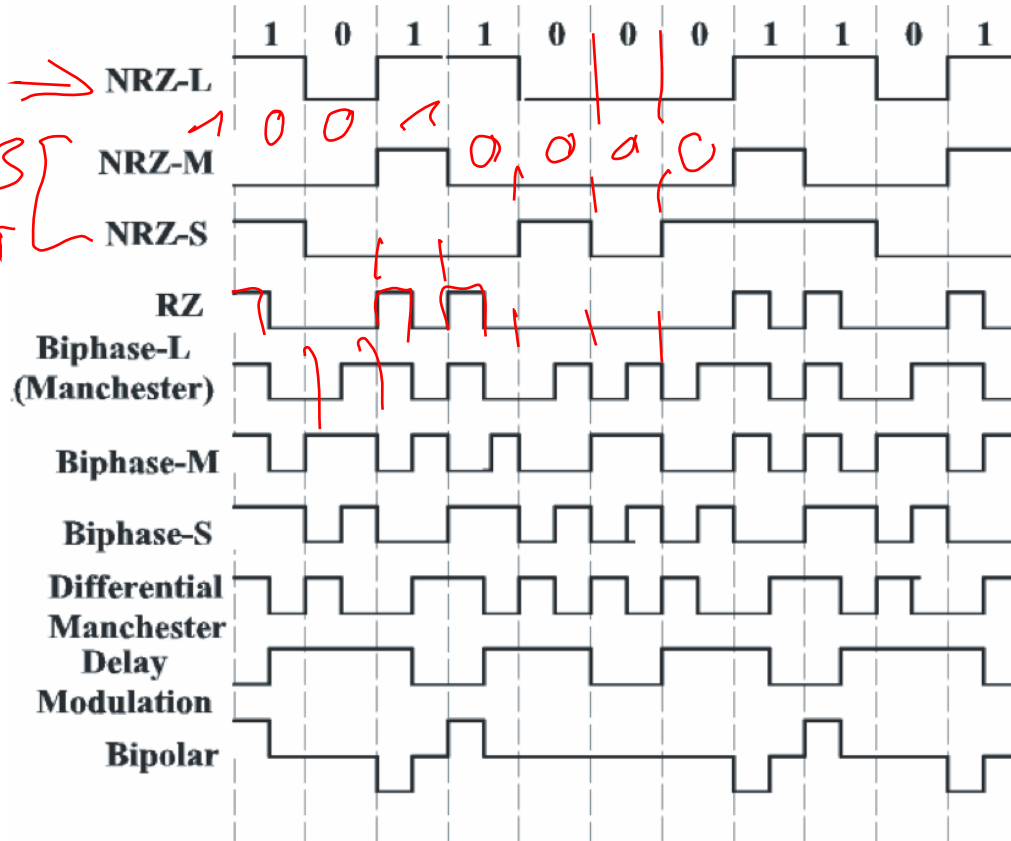 1 0 1 1 0 0 0 1 1 0 1
NRZ-L
1 0 0 1
0 0 0 0
NRZ-M
NRZ-S
RZ
Biphase-L
(Manchester)
Biphase-M
Biphase-S
Differential
Manchester
Delay
Modulation
Bipolar